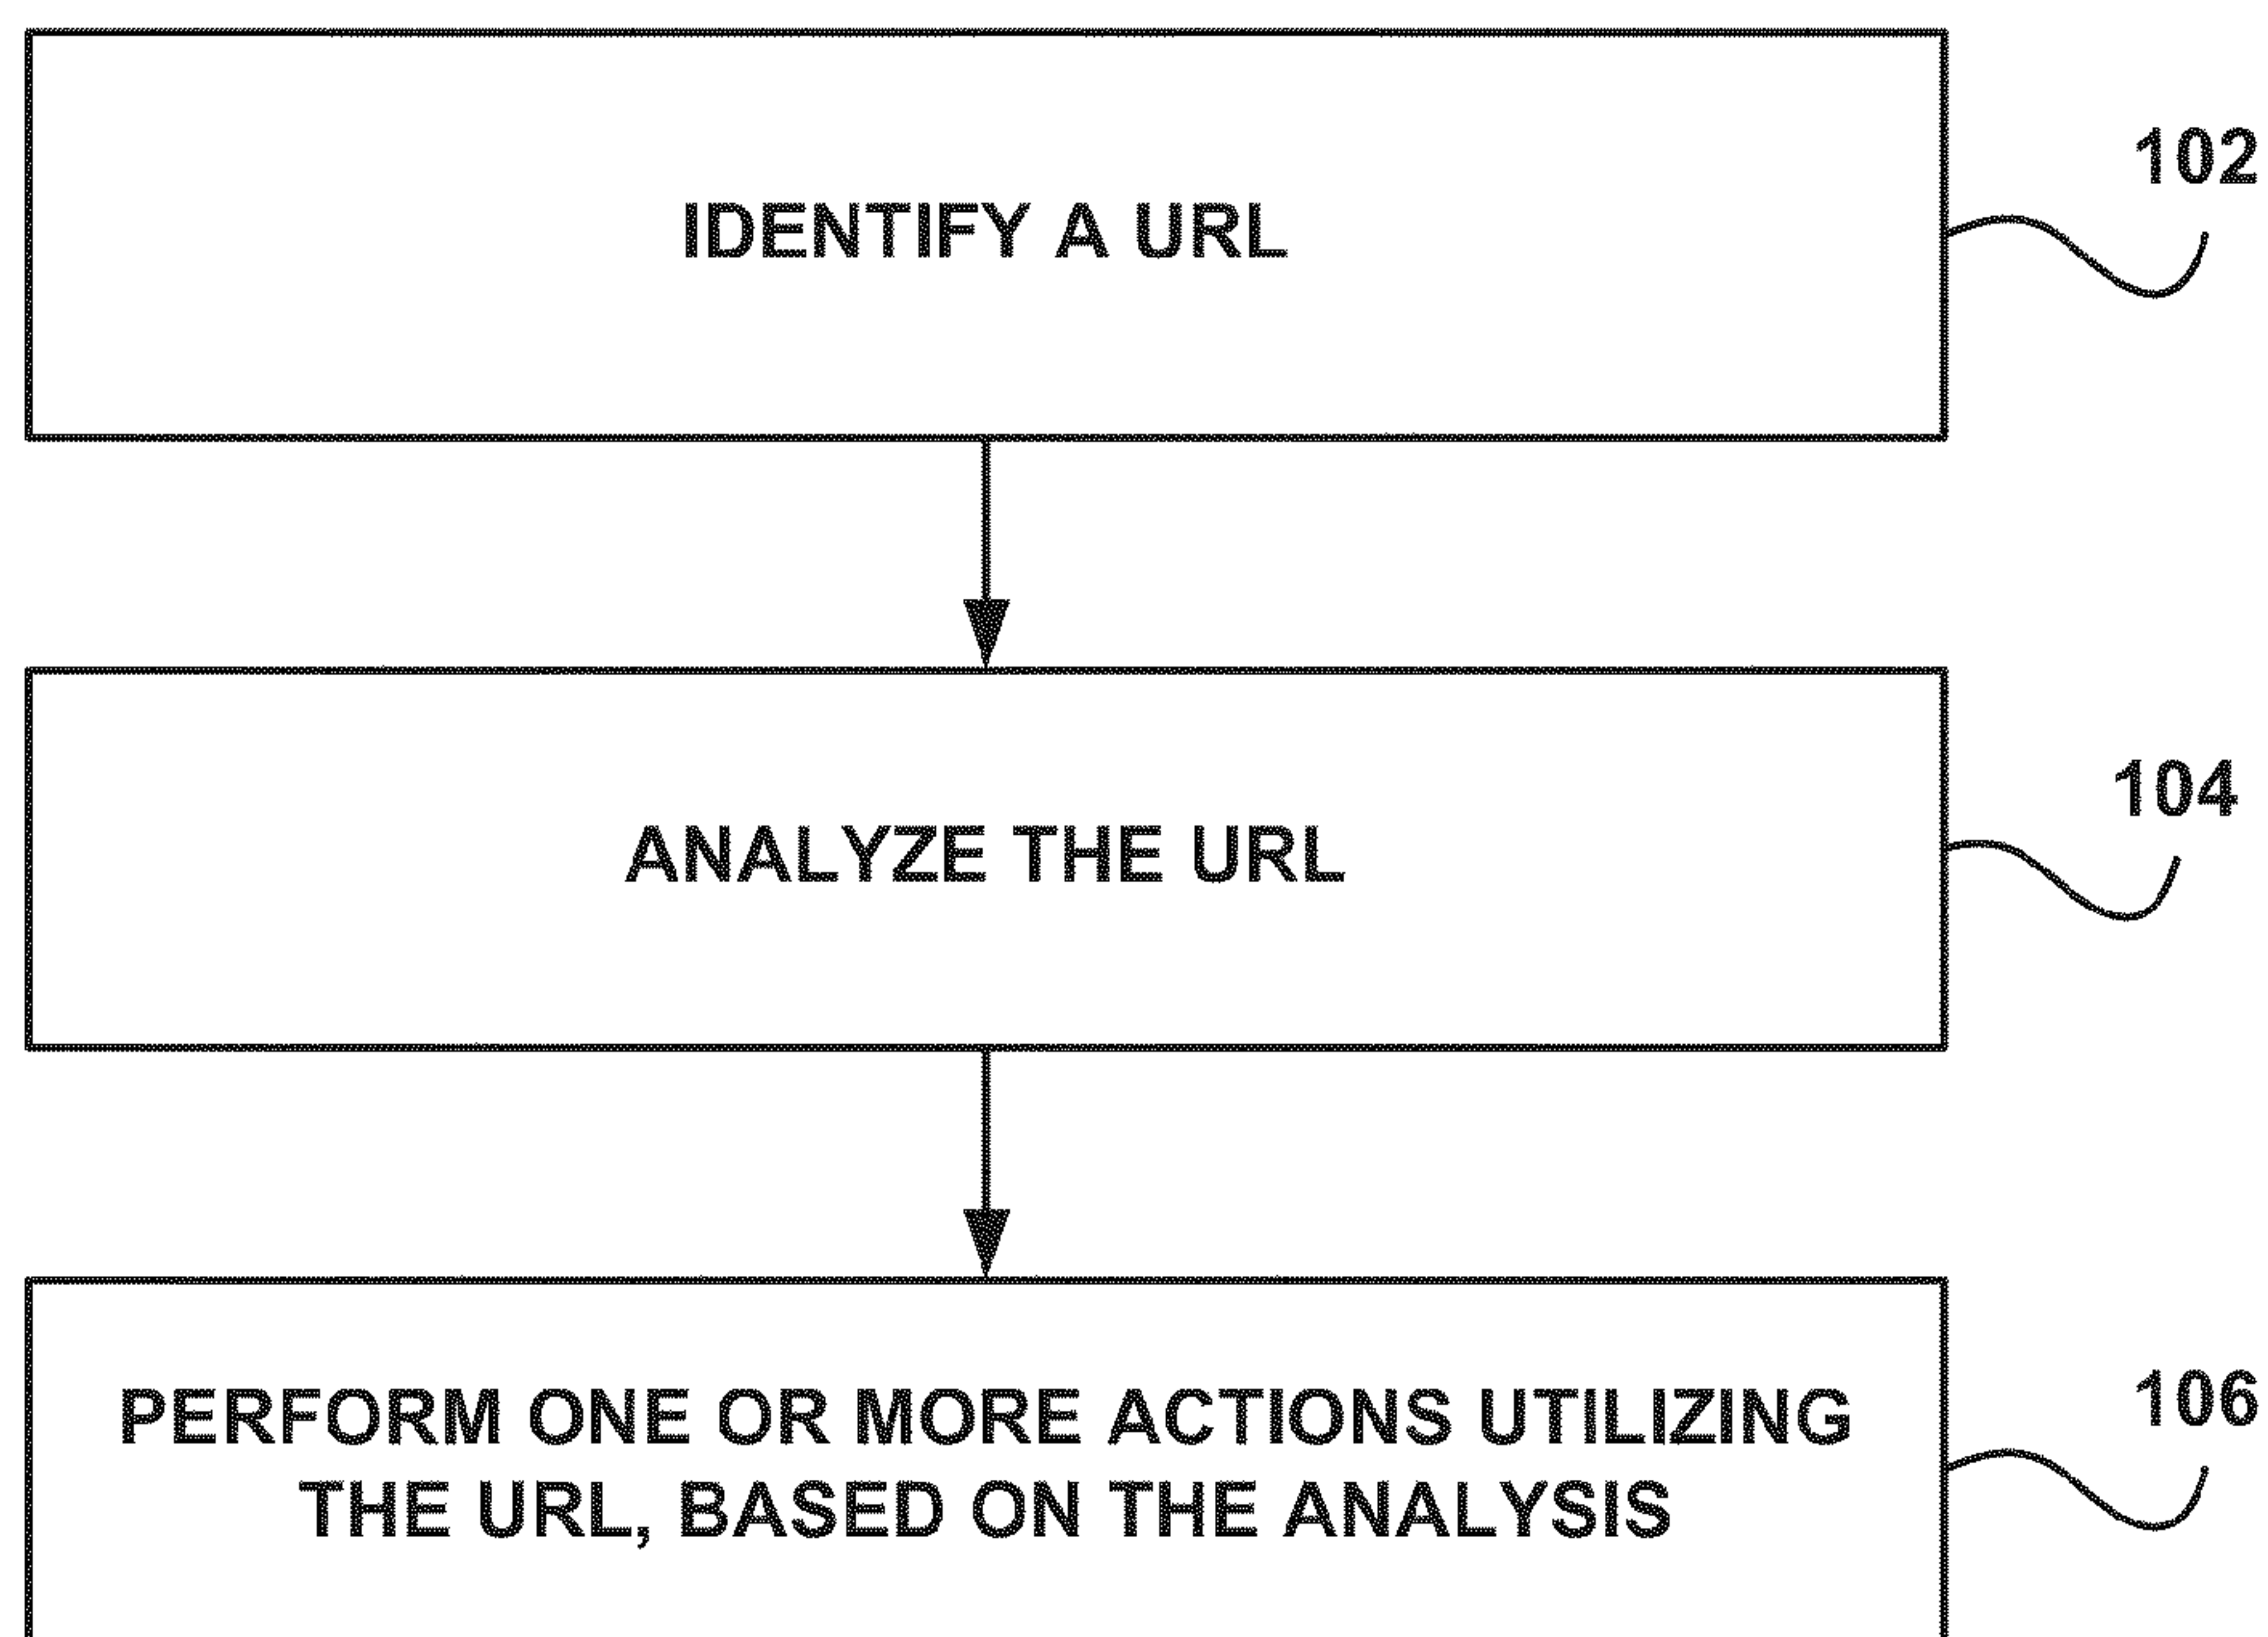 IDENTIFY A URL
102
ANALYZE THE URL
104
PERFORM ONE OR MORE ACTIONS UTILIZING
THE URL, BASED ON THE ANALYSIS
106